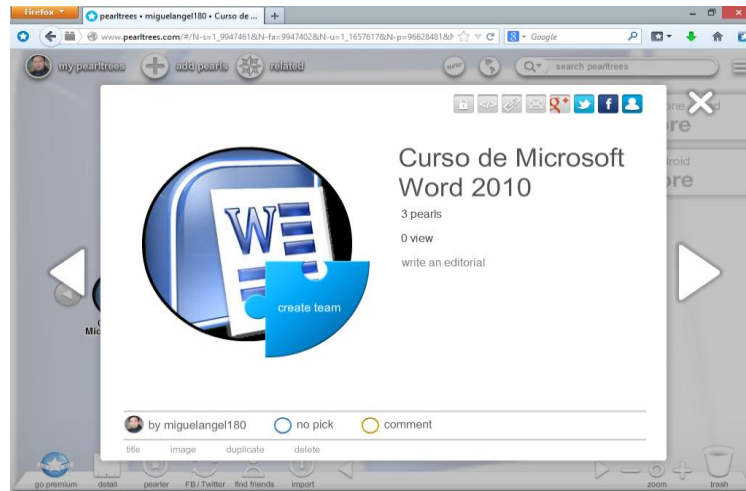 Firefox
pearltrees • miguelangel180 • Curso de ...
www.pearltrees.com/#/N-s=1_9947461&N-fa=9947402&N-u=1_1657617&N-p=96628481&
Google
my pearltrees
add pearls
related
new
search pearltrees
Curso de Microsoft
Word 2010
3 pearls
0 view
write an editorial
W
create team
by miguelangel180
no pick
comment
title
image
duplicate
delete
go premium
detail
pearler
FB / Twitter
find friends
import
zoom
trash